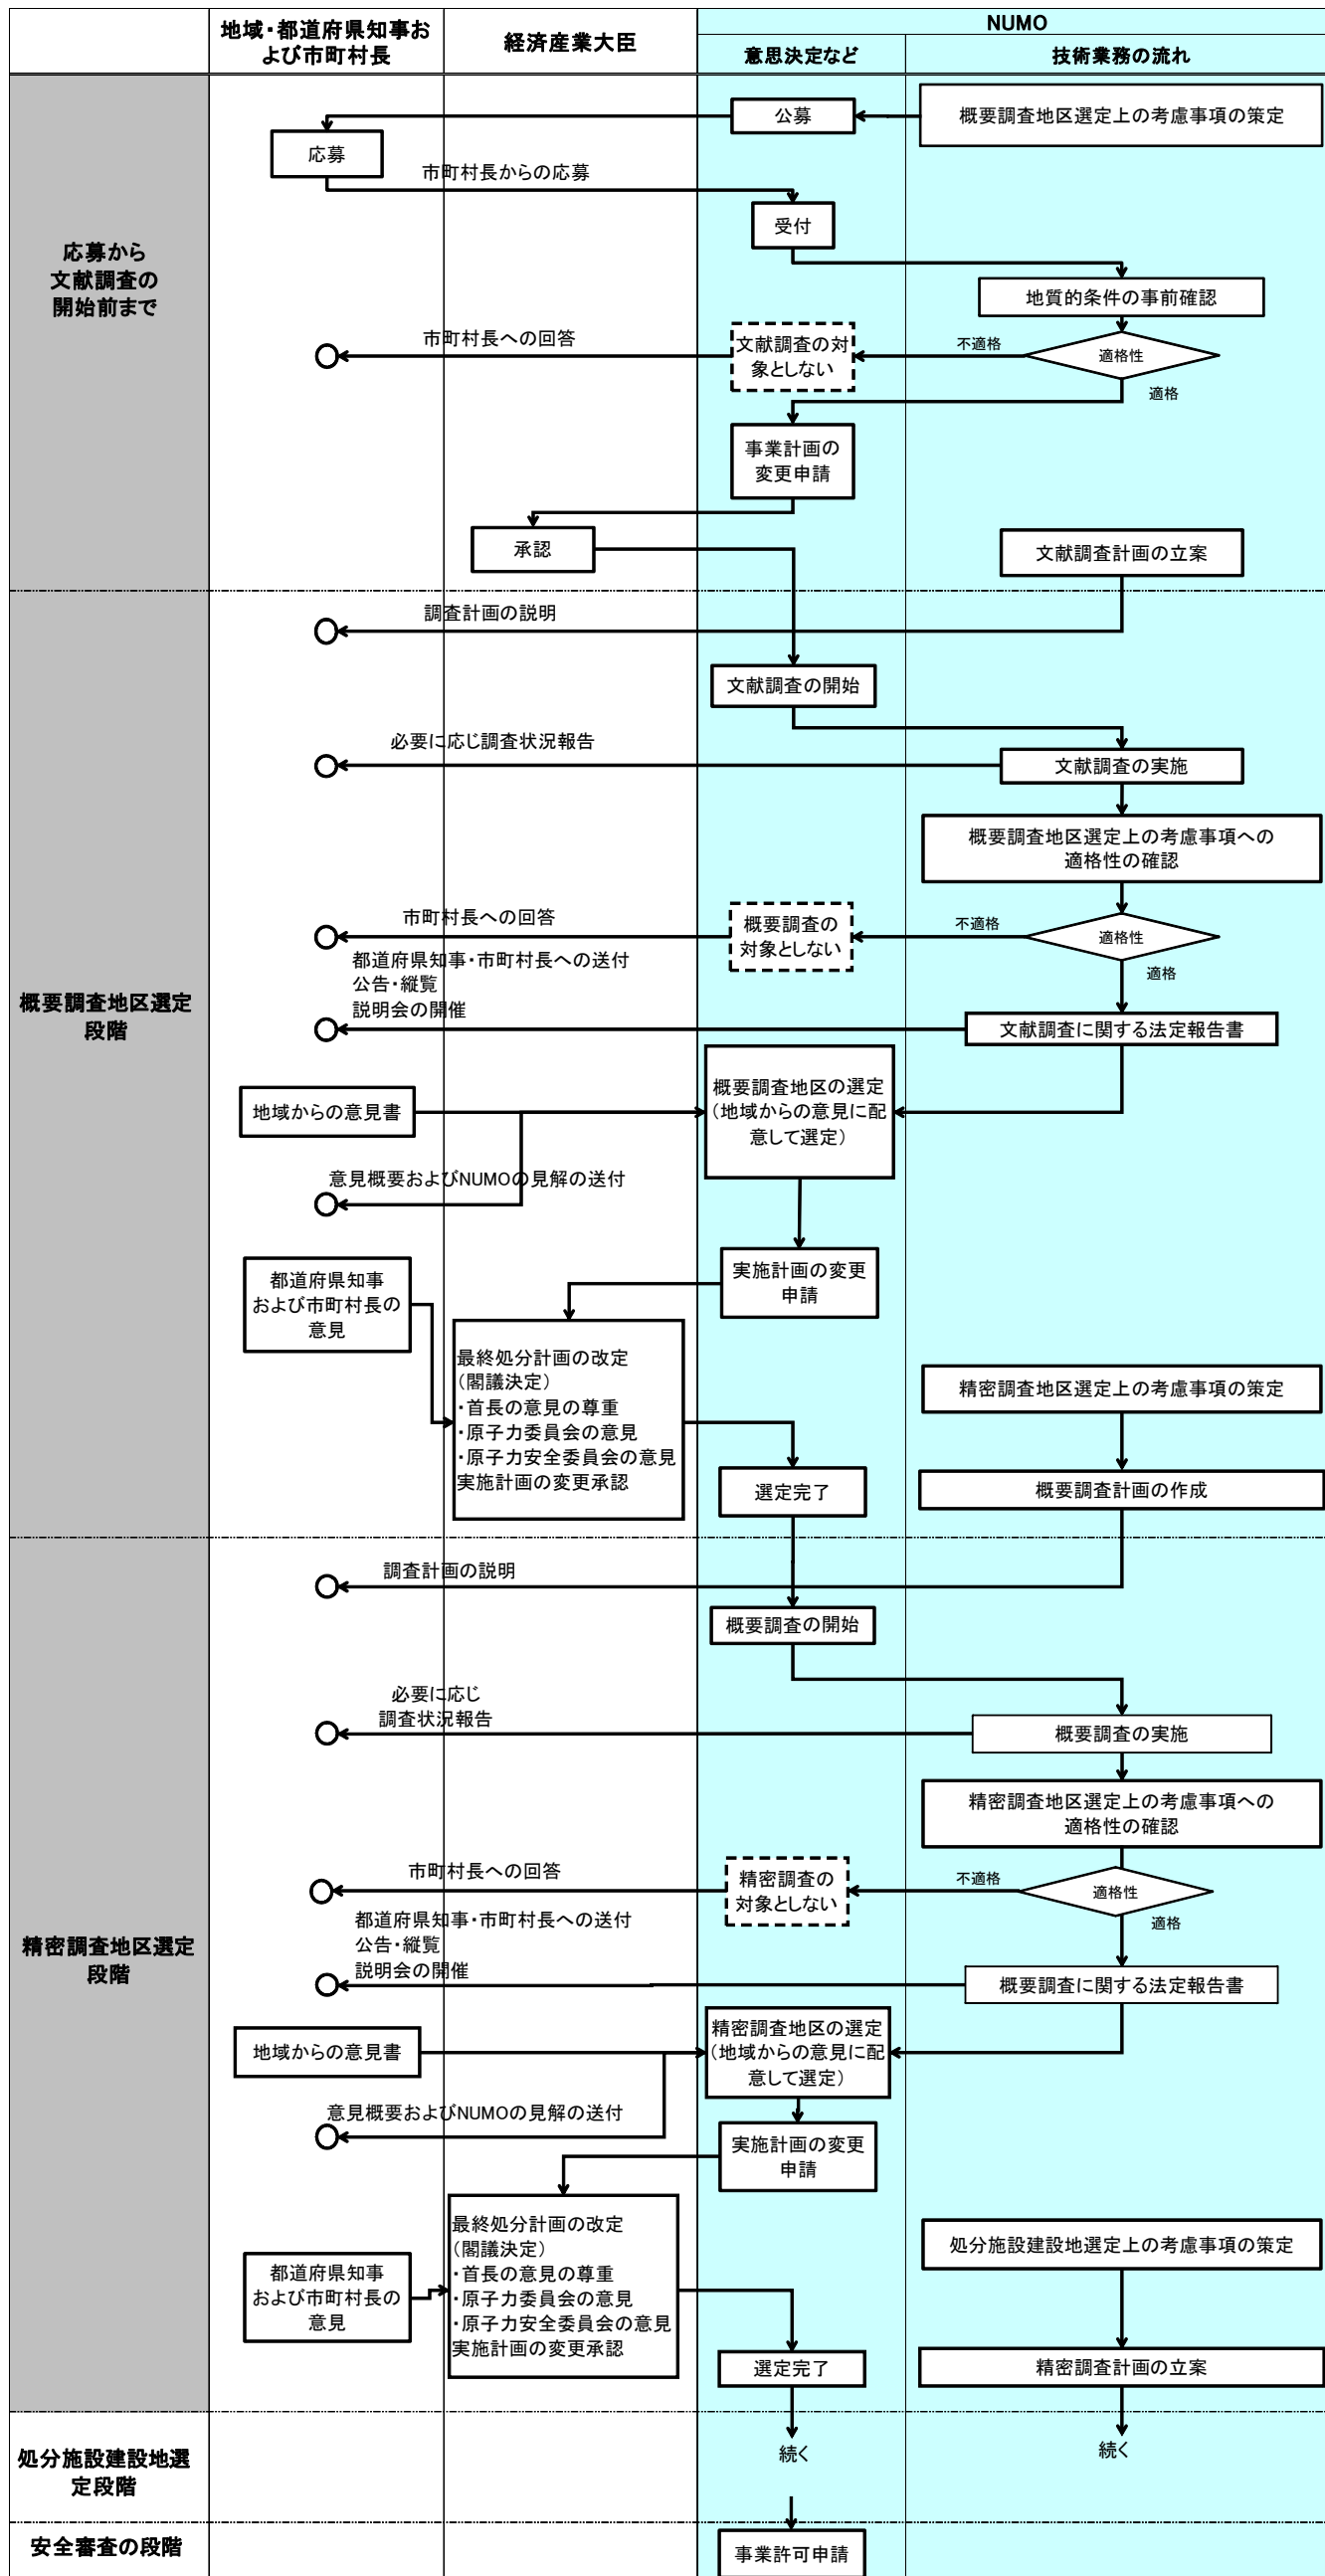 地域・都道府県知事お
よび市町村長
経済産業大臣
NUMO
意思決定など
技術業務の流れ
応募から
文献調査の
開始前まで
公募
概要調査地区選定上の考慮事項の策定
応募
市町村長からの応募
受付
地質的条件の事前確認
市町村長への回答
文献調査の対
象としない
不適格
適格性
適格
事業計画の
変更申請
承認
文献調査計画の立案
概要調査地区選定
段階
調査計画の説明
文献調査の開始
必要に応じ調査状況報告
文献調査の実施
概要調査地区選定上の考慮事項への
適格性の確認
市町村長への回答
概要調査の
対象としない
不適格
適格性
適格
都道府県知事・市町村長への送付
公告・縦覧
説明会の開催
文献調査に関する法定報告書
地域からの意見書
概要調査地区の選定
（地域からの意見に配
意して選定）
意見概要およびNUMOの見解の送付
実施計画の変更
申請
都道府県知事
および市町村長の
意見
最終処分計画の改定
（閣議決定）
・首長の意見の尊重
・原子力委員会の意見
・原子力安全委員会の意見
実施計画の変更承認
精密調査地区選定上の考慮事項の策定
選定完了
概要調査計画の作成
精密調査地区選定
段階
調査計画の説明
概要調査の開始
必要に応じ
調査状況報告
概要調査の実施
精密調査地区選定上の考慮事項への
適格性の確認
市町村長への回答
精密調査の
対象としない
不適格
適格性
適格
都道府県知事・市町村長への送付
公告・縦覧
説明会の開催
概要調査に関する法定報告書
地域からの意見書
精密調査地区の選定
（地域からの意見に配
意して選定）
意見概要およびNUMOの見解の送付
実施計画の変更
申請
都道府県知事
および市町村長の
意見
最終処分計画の改定
（閣議決定）
・首長の意見の尊重
・原子力委員会の意見
・原子力安全委員会の意見
実施計画の変更承認
処分施設建設地選定上の考慮事項の策定
選定完了
精密調査計画の立案
処分施設建設地選
定段階
続く
続く
安全審査の段階
事業許可申請